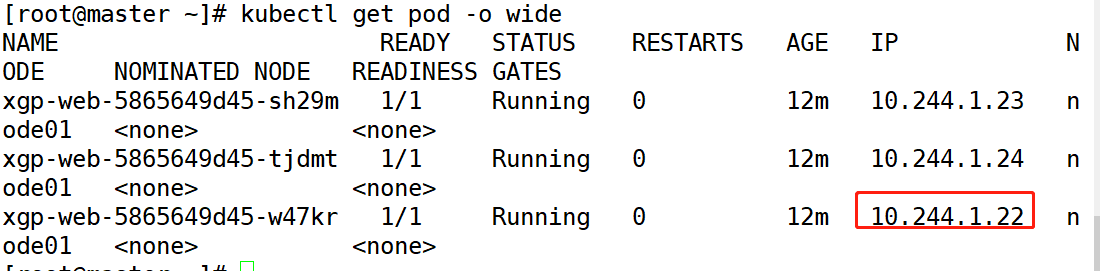 [root@master ~]# kubectl get pod -o wide
NAME                        READY   STATUS    RESTARTS   AGE   IP            N
ODE     NOMINATED NODE   READINESS GATES
xgp-web-5865649d45-sh29m   1/1     Running   0          12m   10.244.1.23   n
ode01   <none>           <none>
xgp-web-5865649d45-tjdmt   1/1     Running   0          12m   10.244.1.24   n
ode01   <none>           <none>
xgp-web-5865649d45-w47kr   1/1     Running   0          12m   10.244.1.22   n
ode01   <none>           <none>
[root@master ~]#